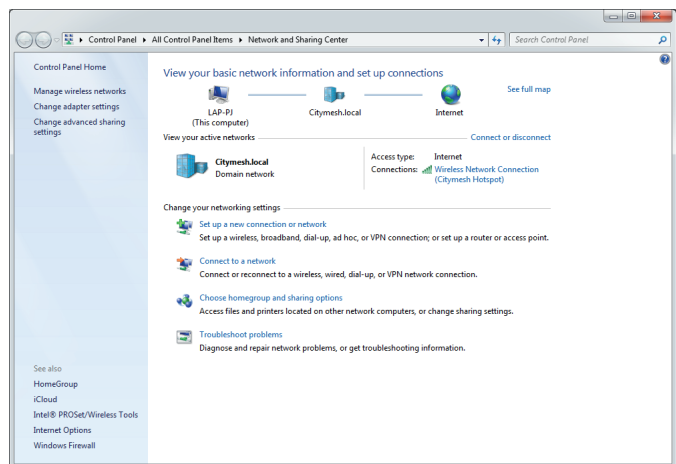 Control Panel ▸ All Control Panel Items ▸ Network and Sharing Center
Search Control Panel
Control Panel Home
Manage wireless networks
Change adapter settings
Change advanced sharing
settings
See also
HomeGroup
iCloud
Intel® PROSet/Wireless Tools
Internet Options
Windows Firewall
View your basic network information and set up connections
See full map
LAP-PJ
(This computer)
Citymesh.local
Internet
View your active networks
Connect or disconnect
Citymesh.local
Domain network
Access type: Internet
Connections: Wireless Network Connection
(Citymesh Hotspot)
Change your networking settings
Set up a new connection or network
Set up a wireless, broadband, dial-up, ad hoc, or VPN connection; or set up a router or access point.
Connect to a network
Connect or reconnect to a wireless, wired, dial-up, or VPN network connection.
Choose homegroup and sharing options
Access files and printers located on other network computers, or change sharing settings.
Troubleshoot problems
Diagnose and repair network problems, or get troubleshooting information.